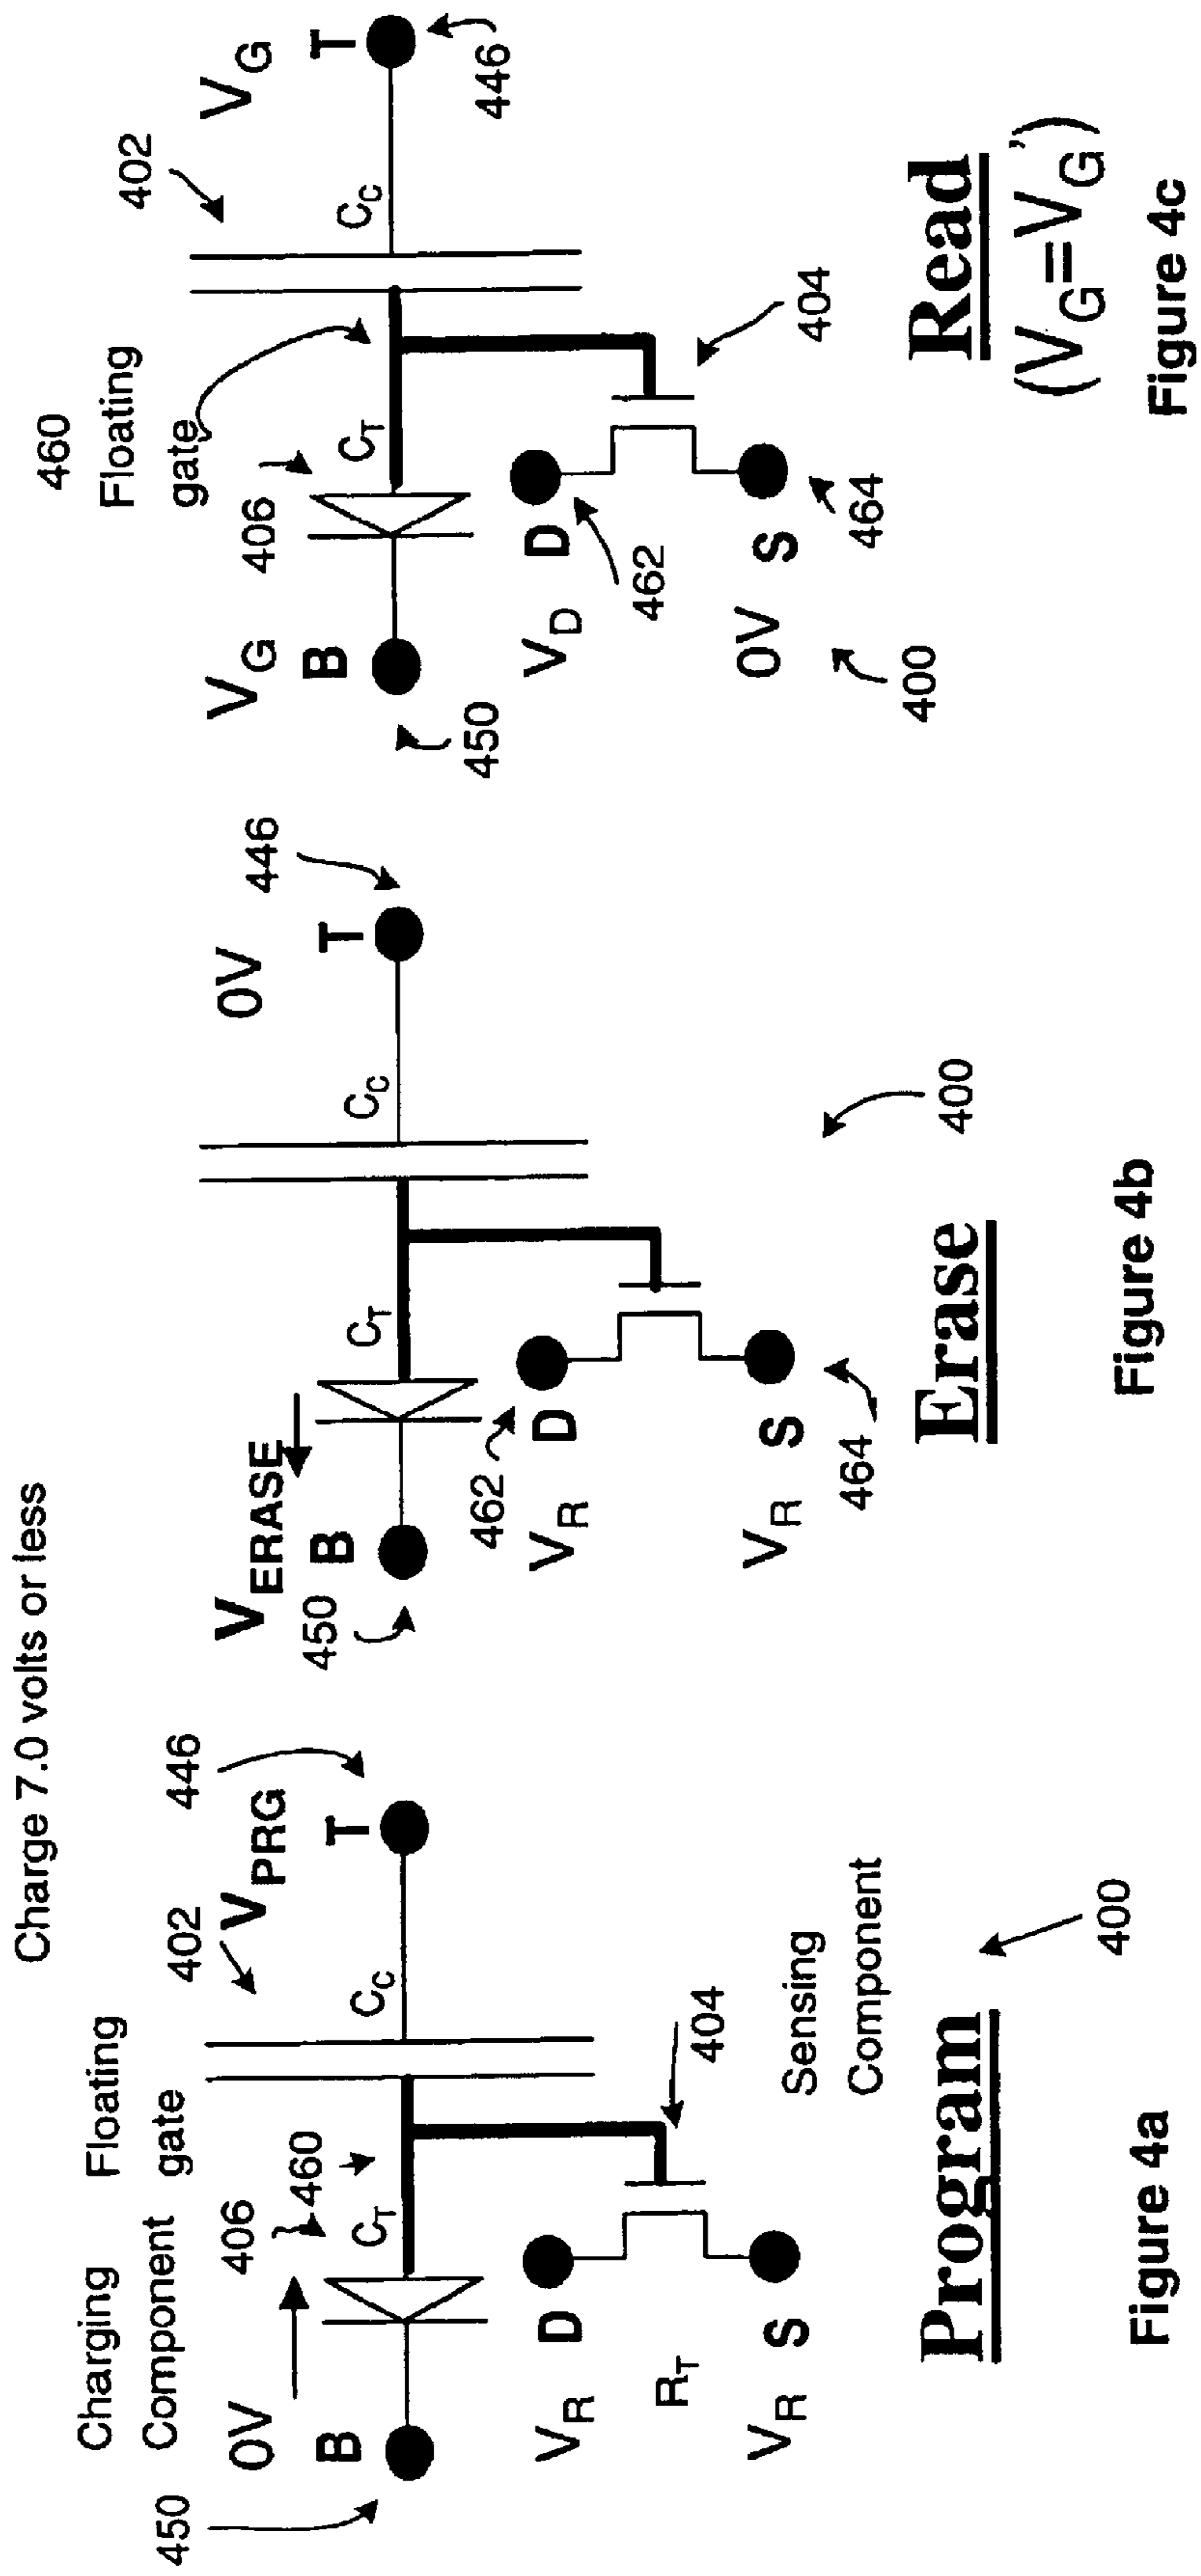 Charge 7.0 volts or less
Charging
Component
Floating
gate
402
V_PRG
446
406
460
0V
B
450
C_T
C_C
T
D
V_R
R_T
S
V_R
404
Sensing
Component
Program
400
Figure 4a
V_ERASE
B
450
C_T
C_C
0V
T
446
462
D
V_R
S
V_R
464
Erase
400
Figure 4b
460
Floating
gate
402
V_G
T
446
406
V_G
B
450
C_T
C_C
D
V_D
462
404
0V
S
464
400
Read
(V_G=V_G')
Figure 4c